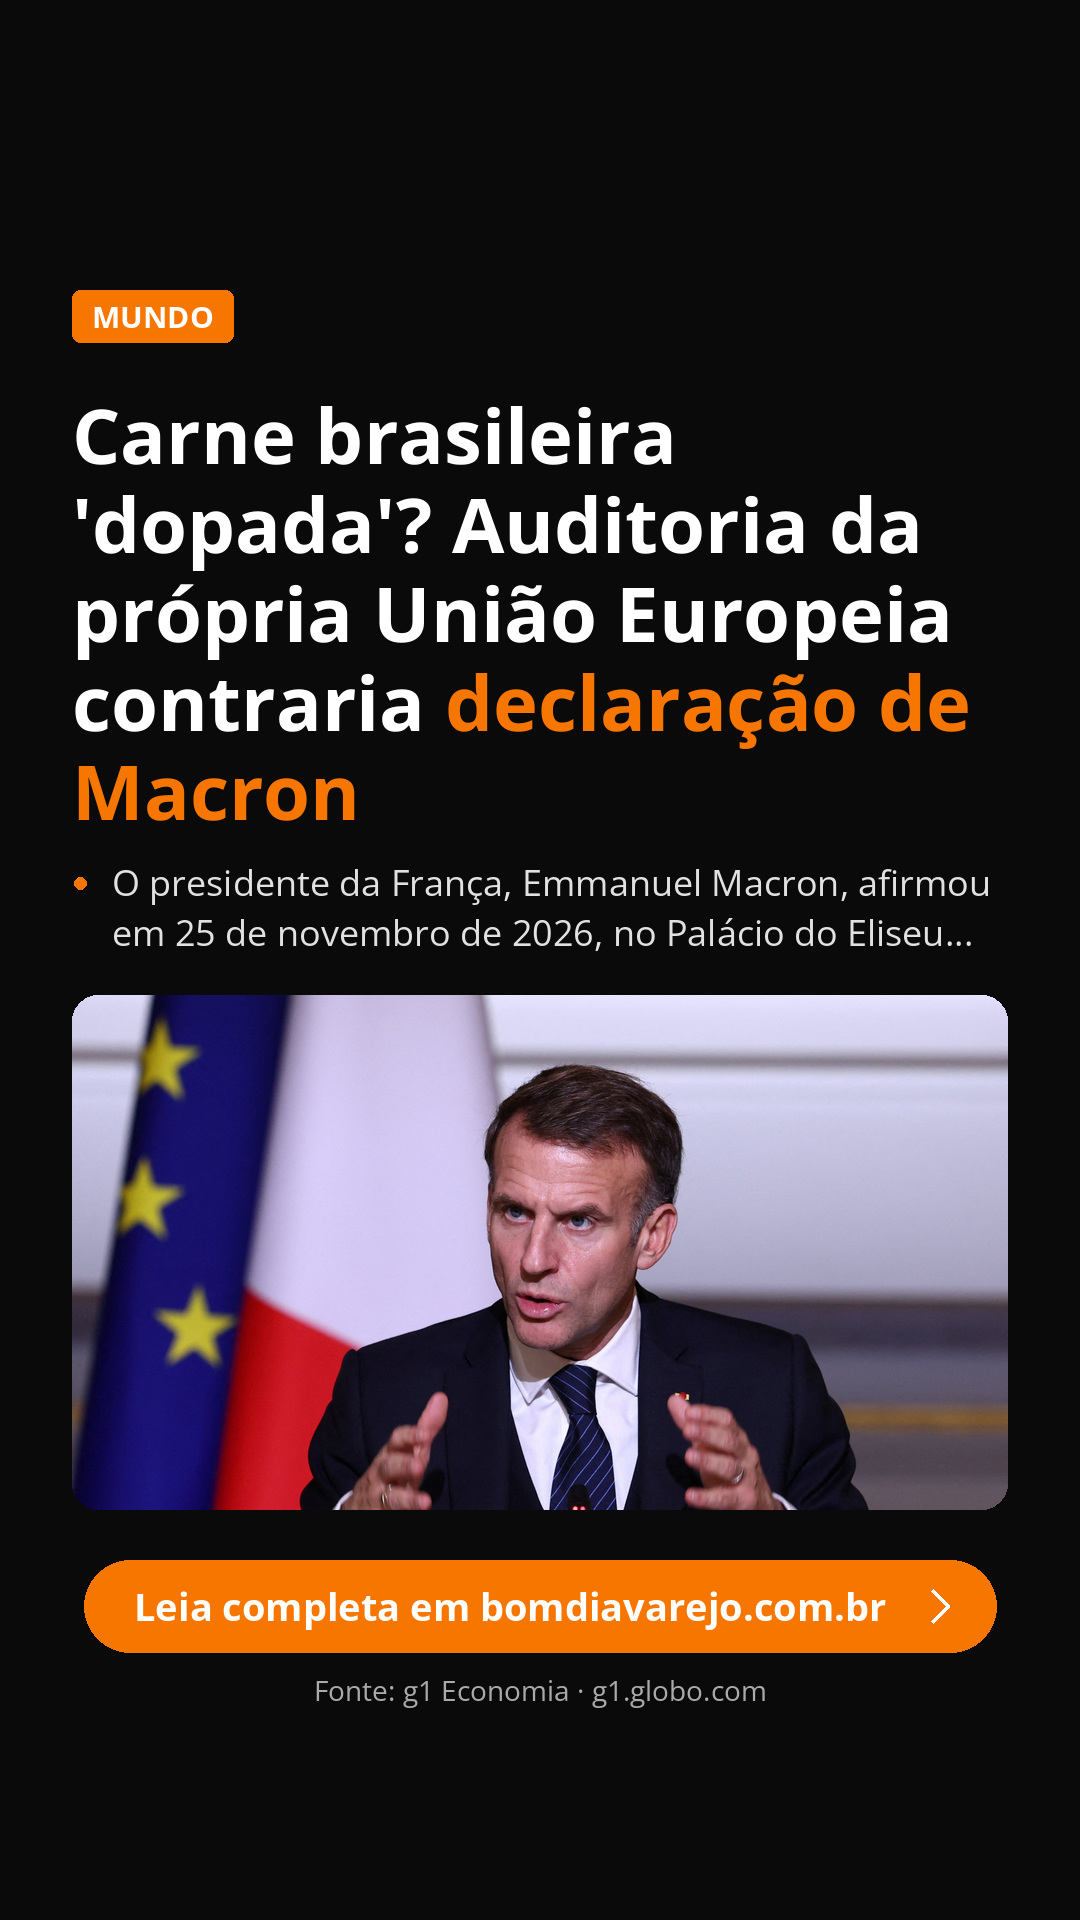 MUNDO
Carne brasileira
'dopada'? Auditoria da
própria União Europeia
contraria declaração de
Macron
O presidente da França, Emmanuel Macron, afirmou
em 25 de novembro de 2026, no Palácio do Eliseu...
Leia completa em bomdiavarejo.com.br
Fonte: g1 Economia · g1.globo.com